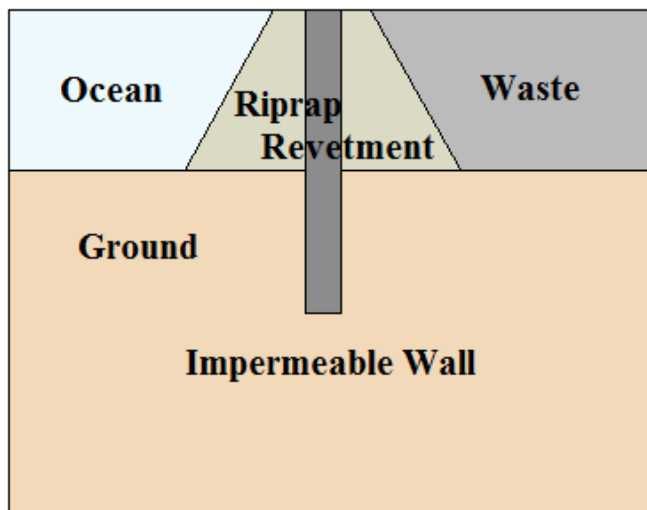 Ocean
Riprap
Revetment
Waste
Ground
Impermeable Wall